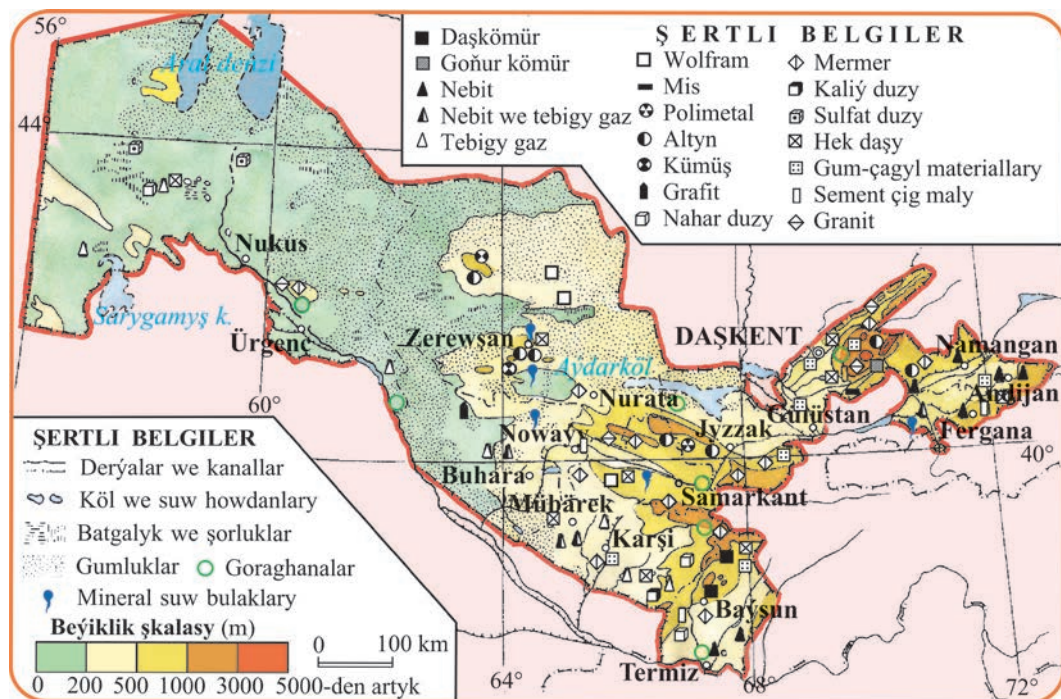 56°
Aral deňzi
44°
Daşkömür
Goňur kömür
Nebit
Nebit we tebigy gaz
Tebigy gaz
ŞERTLI BELGILER
Wolfram
Mis
Polimetal
Altyn
Kümüş
Grafit
Nahar duzy
Mermer
Kaliý duzy
Sulfat duzy
Hek daşy
Gum-çagyl materiallary
Sement çig maly
Granit
44°
Nukus
Sarygamyş k.
Ürgenç
60°
Zerewşan
Aýdarköl
DAŞKENT
Namangan
Andijan
Nurata
Gülüstan
Fergana
Noway
Jyzzak
40°
Buhara
Samarkant
Mübärek
Karşi
Baýsun
Termiz
64°
68°
72°
ŞERTLI BELGILER
Derýalar we kanallar
Köl we suw howdanlary
Batgalyk we şorluklar
Gumluklar
Goraghanalar
Mineral suw bulaklary
Beýiklik şkalasy (m)
0 200 500 1000 3000 5000-den artyk
0 100 km